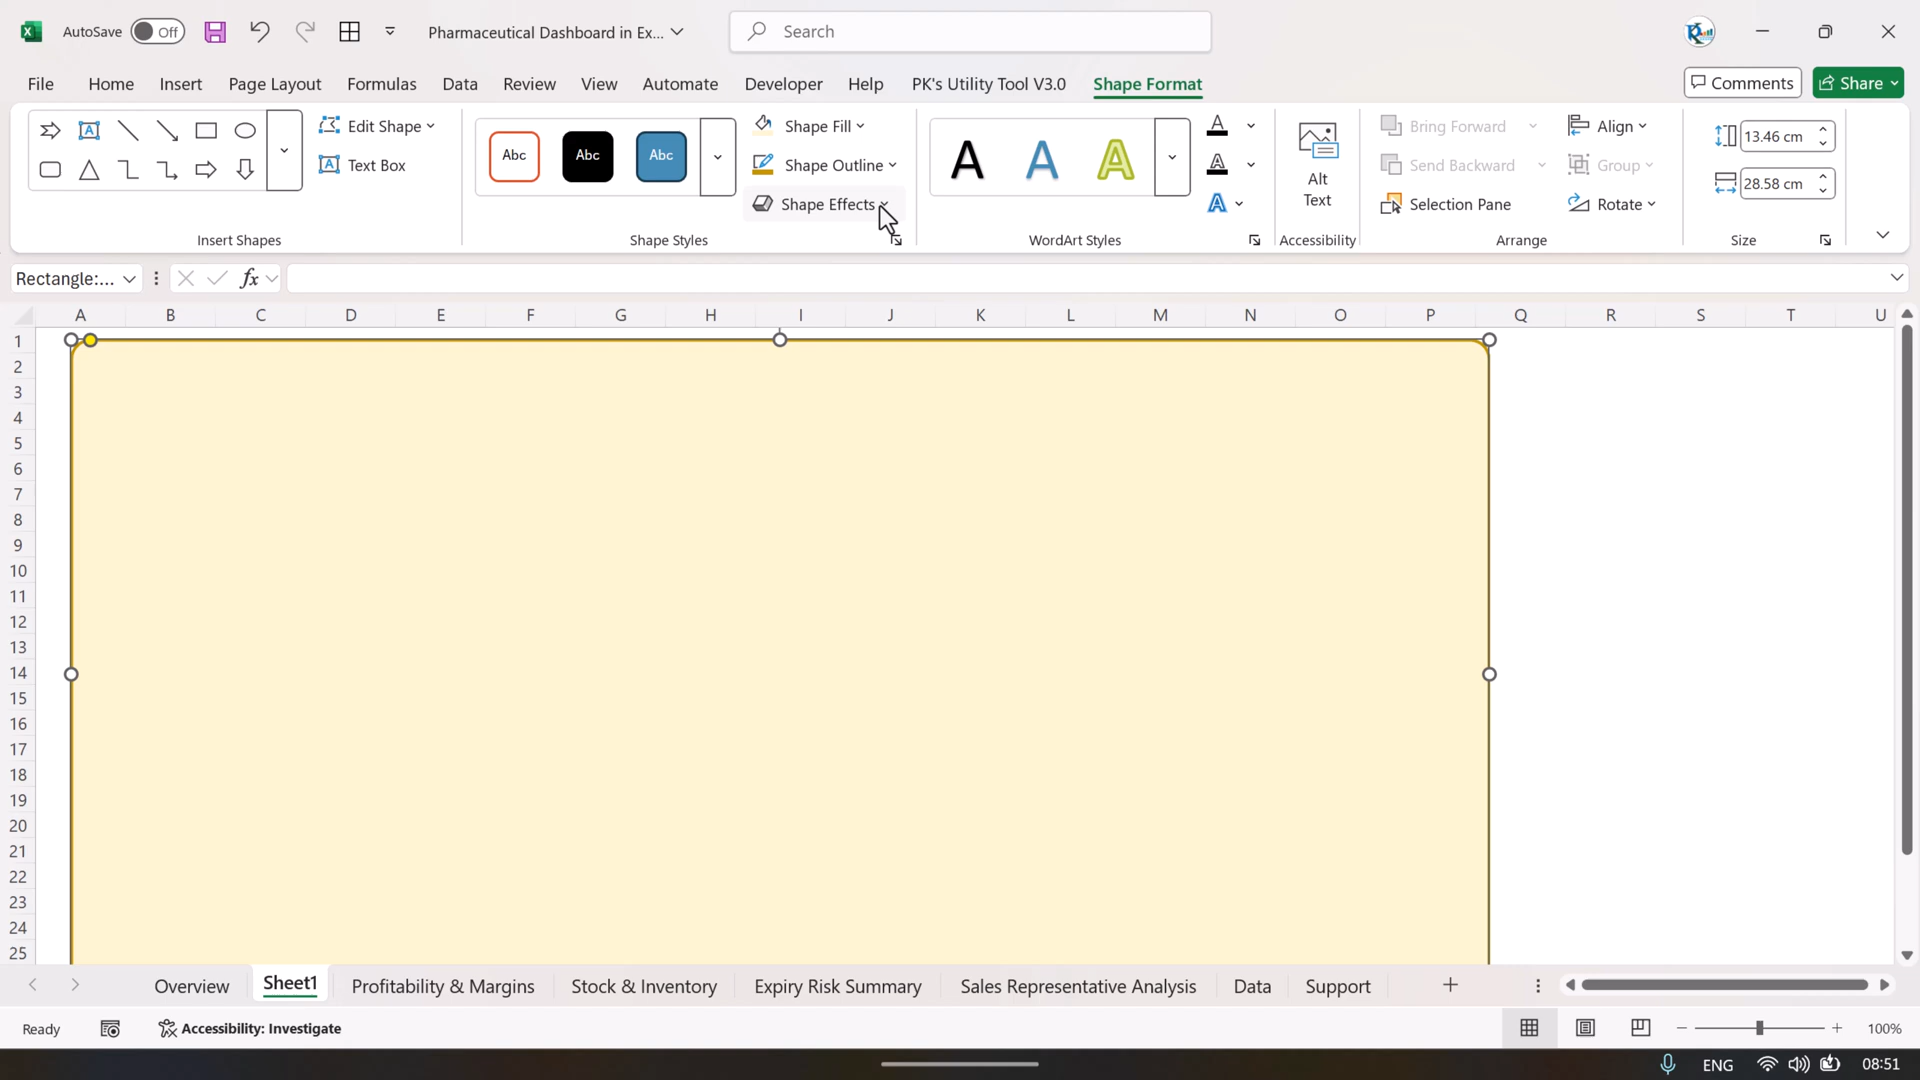 AutoSave Off Pharmaceutical Dashboard in Ex... Search
File Home Insert Page Layout Formulas Data Review View Automate Developer Help PK's Utility Tool V3.0 Shape Format Comments Share
A Edit Shape Text Box
Insert Shapes
Abc Abc Abc
Shape Fill
Shape Outline
Shape Effects
Shape Styles
A A A A A A
WordArt Styles
Alt Text
Accessibility
Bring Forward
Send Backward
Selection Pane
Align
Group
Rotate
Arrange
13.46 cm
28.58 cm
Size
Rectangle:... fx
A B C D E F G H I J K L M N O P Q R S T U
1
2
3
4
5
6
7
8
9
10
11
12
13
14
15
16
17
18
19
20
21
22
23
24
25
Overview Sheet1 Profitability & Margins Stock & Inventory Expiry Risk Summary Sales Representative Analysis Data Support
Ready Accessibility: Investigate 100%
ENG 08:51